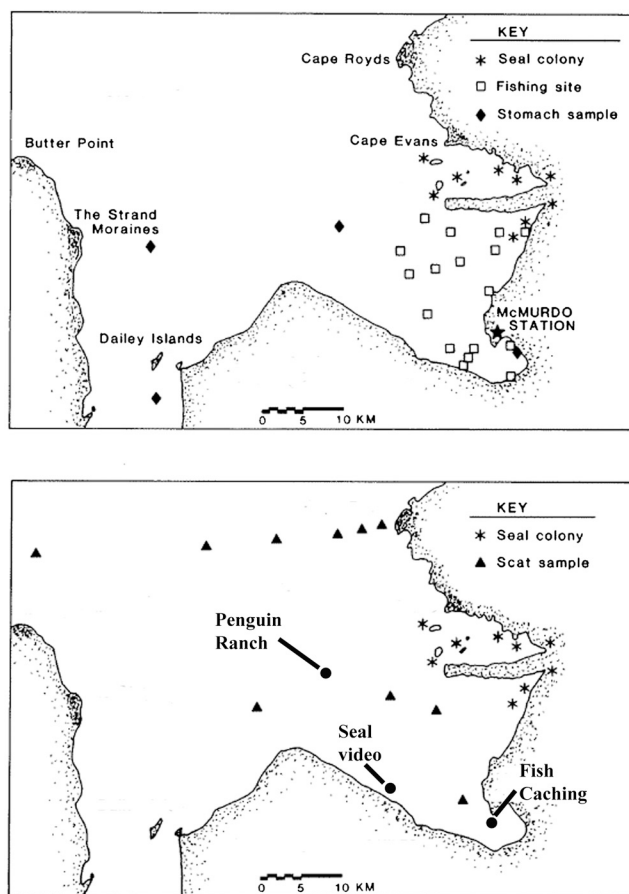 KEY
Cape Royds
Seal colony
Fishing site
Stomach sample
Butter Point
Cape Evans
The Strand
Moraines
McMURDO
STATION
Dailey Islands
0 5 10 KM
KEY
Seal colony
Scat sample
Penguin
Ranch
Seal
video
Fish
Caching
0 5 10 KM